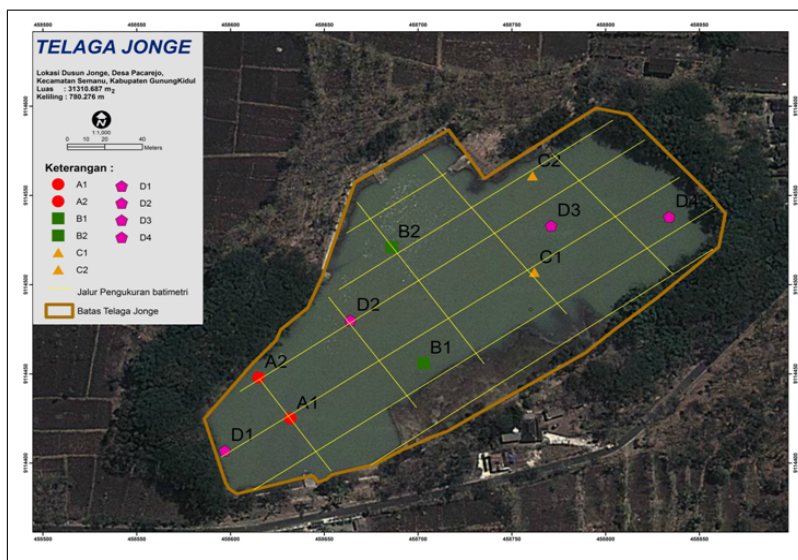 TELAGA JONGE
Lokasi Dusun Jonge, Desa Pacarejo,
Kecamatan Semanu, Kabupaten GunungKidul
Luas : 31310.687 m2
Keliling : 780.276 m
N
1:1,000
0 20 40
Meters
Keterangan :
A1
A2
B1
B2
C1
C2
D1
D2
D3
D4
Jalur Pengukuran batimetri
Batas Telaga Jonge
C2
D3
D4
B2
C1
D2
B1
A2
A1
D1